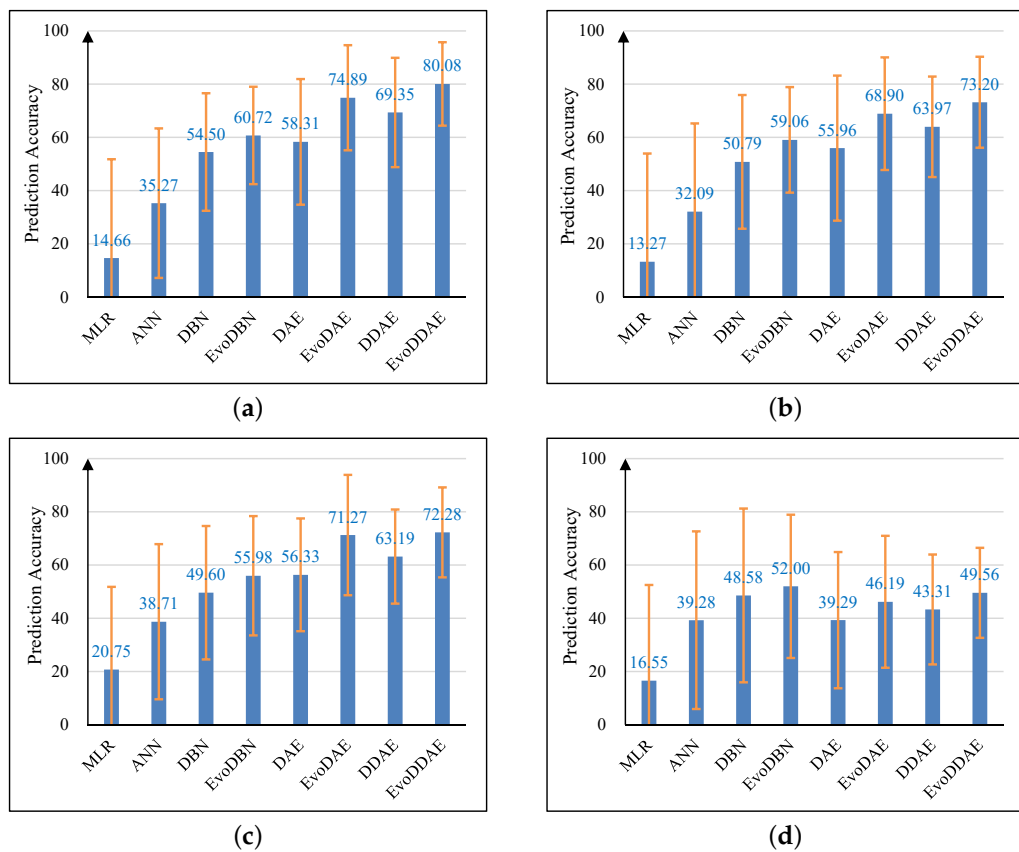 100
80
60
40
20
0
Prediction Accuracy
14.66
35.27
54.50
60.72
58.31
74.89
69.35
80.08
MLR
ANN
DBN
EvoDBN
DAE
EvoDAE
DDAE
EvoDDAE
(a)
100
80
60
40
20
0
Prediction Accuracy
13.27
32.09
50.79
59.06
55.96
68.90
63.97
73.20
MLR
ANN
DBN
EvoDBN
DAE
EvoDAE
DDAE
EvoDDAE
(b)
100
80
60
40
20
0
Prediction Accuracy
20.75
38.71
49.60
55.98
56.33
71.27
63.19
72.28
MLR
ANN
DBN
EvoDBN
DAE
EvoDAE
DDAE
EvoDDAE
(c)
100
80
60
40
20
0
Prediction Accuracy
16.55
39.28
48.58
52.00
39.29
46.19
43.31
49.56
MLR
ANN
DBN
EvoDBN
DAE
EvoDAE
DDAE
EvoDDAE
(d)